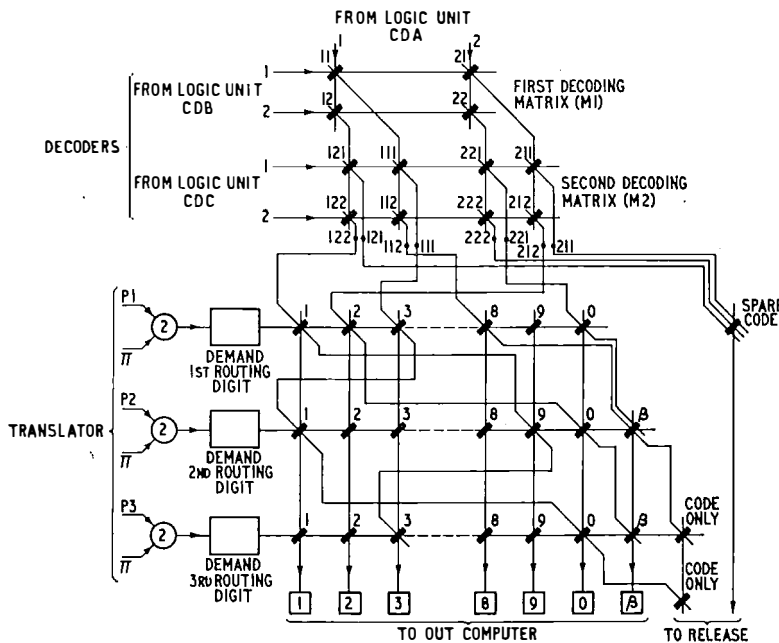 FROM LOGIC UNIT
CDA
1 2
11 21
1
FROM LOGIC UNIT
CDB
FIRST DECODING
MATRIX (M1)
12 22
2
DECODERS
121 111 221 211
1
FROM LOGIC UNIT
CDC
SECOND DECODING
MATRIX (M2)
122 112 222 212
2
122 121 112 111 222 221 212 211
P1
1 2 3 8 9 0
SPARE
CODE
2
π
DEMAND
1ST ROUTING
DIGIT
P2
1 2 3 8 9 0 β
TRANSLATOR
2
π
DEMAND
2ND ROUTING
DIGIT
P3
1 2 3 8 9 0 β
CODE
ONLY
2
π
DEMAND
3RD ROUTING
DIGIT
CODE
ONLY
1 2 3 8 9 0 β
TO OUT COMPUTER
TO RELEASE